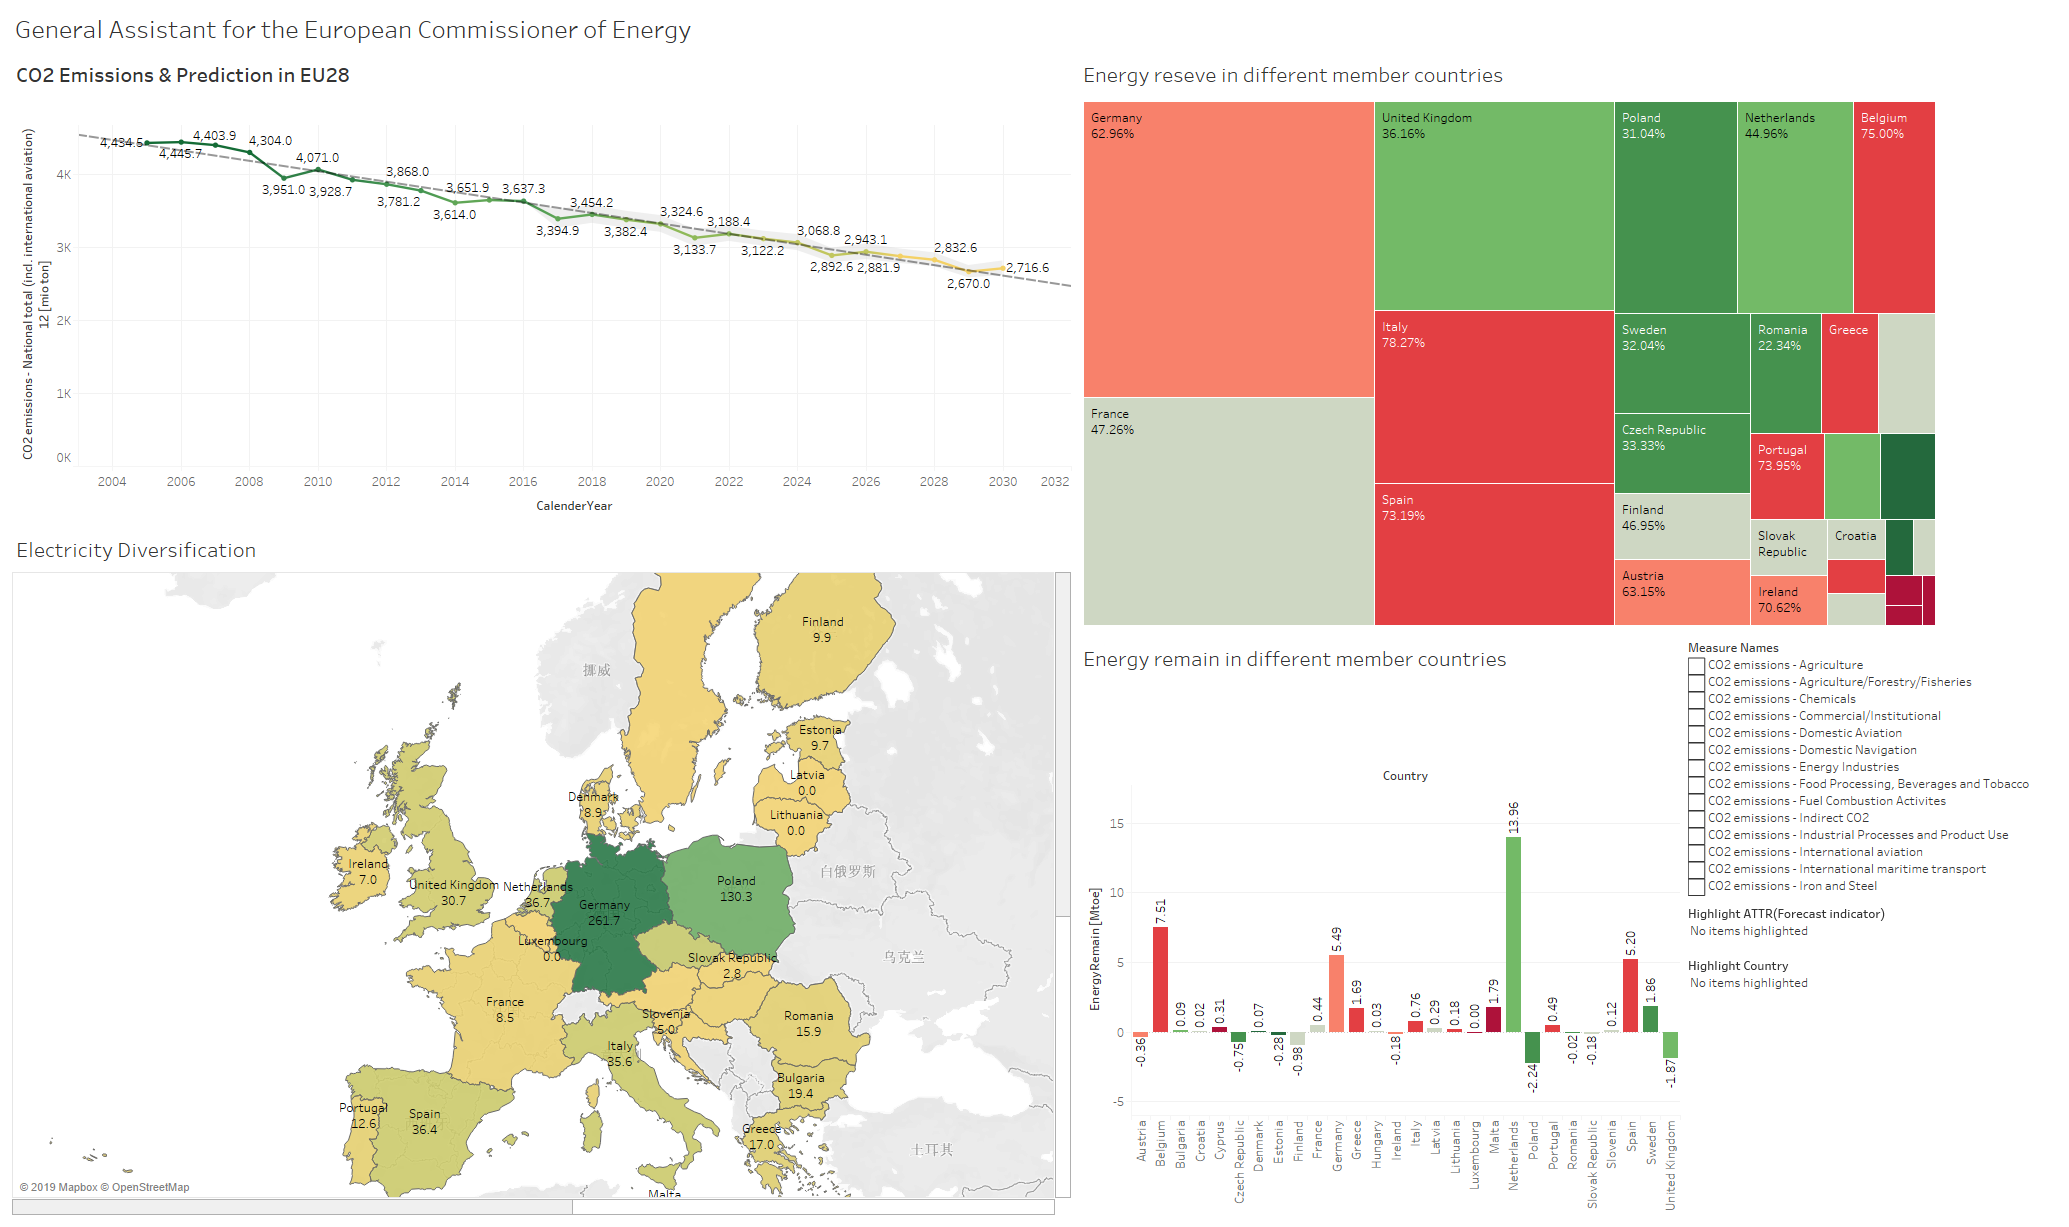 General Assistant for the European Commissioner of Energy
CO2 Emissions & Prediction in EU28
CO2 emissions - National total (incl. international aviation)
12 [mio ton]
4K
3K
2K
1K
0K
4,434.5
4,445.7
4,403.9
4,304.0
3,951.0
4,071.0
3,928.7
3,868.0
3,781.2
3,614.0
3,651.9
3,637.3
3,394.9
3,454.2
3,382.4
3,324.6
3,133.7
3,188.4
3,122.2
3,068.8
2,892.6
2,943.1
2,881.9
2,832.6
2,670.0
2,716.6
2004
2006
2008
2010
2012
2014
2016
2018
2020
2022
2024
2026
2028
2030
2032
CalenderYear
Energy reseve in different member countries
Germany
62.96%
France
47.26%
United Kingdom
36.16%
Italy
78.27%
Spain
73.19%
Poland
31.04%
Netherlands
44.96%
Belgium
75.00%
Sweden
32.04%
Czech Republic
33.33%
Finland
46.95%
Austria
63.15%
Romania
22.34%
Greece
Portugal
73.95%
Slovak
Republic
Croatia
Ireland
70.62%
Electricity Diversification
挪威
白俄罗斯
乌克兰
土耳其
Finland
9.9
Estonia
9.7
Latvia
0.0
Lithuania
0.0
Denmark
8.9
Ireland
7.0
United Kingdom
30.7
Netherlands
36.7
Germany
261.7
Poland
130.3
Luxembourg
0.0
Slovak Republic
2.8
France
8.5
Slovenia
5.0
Romania
15.9
Italy
35.6
Bulgaria
19.4
Portugal
12.6
Spain
36.4
Greece
17.0
Malta
© 2019 Mapbox © OpenStreetMap
Energy remain in different member countries
Country
EnergyRemain [Mtoe]
15
10
5
0
-5
-0.36
7.51
0.09
0.02
0.31
-0.75
0.07
-0.28
-0.98
0.44
5.49
1.69
0.03
-0.18
0.76
0.29
0.18
0.00
1.79
13.96
-2.24
0.49
-0.02
-0.18
0.12
5.20
1.86
-1.87
Austria
Belgium
Bulgaria
Croatia
Cyprus
Czech Republic
Denmark
Estonia
Finland
France
Germany
Greece
Hungary
Ireland
Italy
Latvia
Lithuania
Luxembourg
Malta
Netherlands
Poland
Portugal
Romania
Slovak Republic
Slovenia
Spain
Sweden
United Kingdom
Measure Names
CO2 emissions - Agriculture
CO2 emissions - Agriculture/Forestry/Fisheries
CO2 emissions - Chemicals
CO2 emissions - Commercial/Institutional
CO2 emissions - Domestic Aviation
CO2 emissions - Domestic Navigation
CO2 emissions - Energy Industries
CO2 emissions - Food Processing, Beverages and Tobacco
CO2 emissions - Fuel Combustion Activites
CO2 emissions - Indirect CO2
CO2 emissions - Industrial Processes and Product Use
CO2 emissions - International aviation
CO2 emissions - International maritime transport
CO2 emissions - Iron and Steel
Highlight ATTR(Forecast indicator)
No items highlighted
Highlight Country
No items highlighted